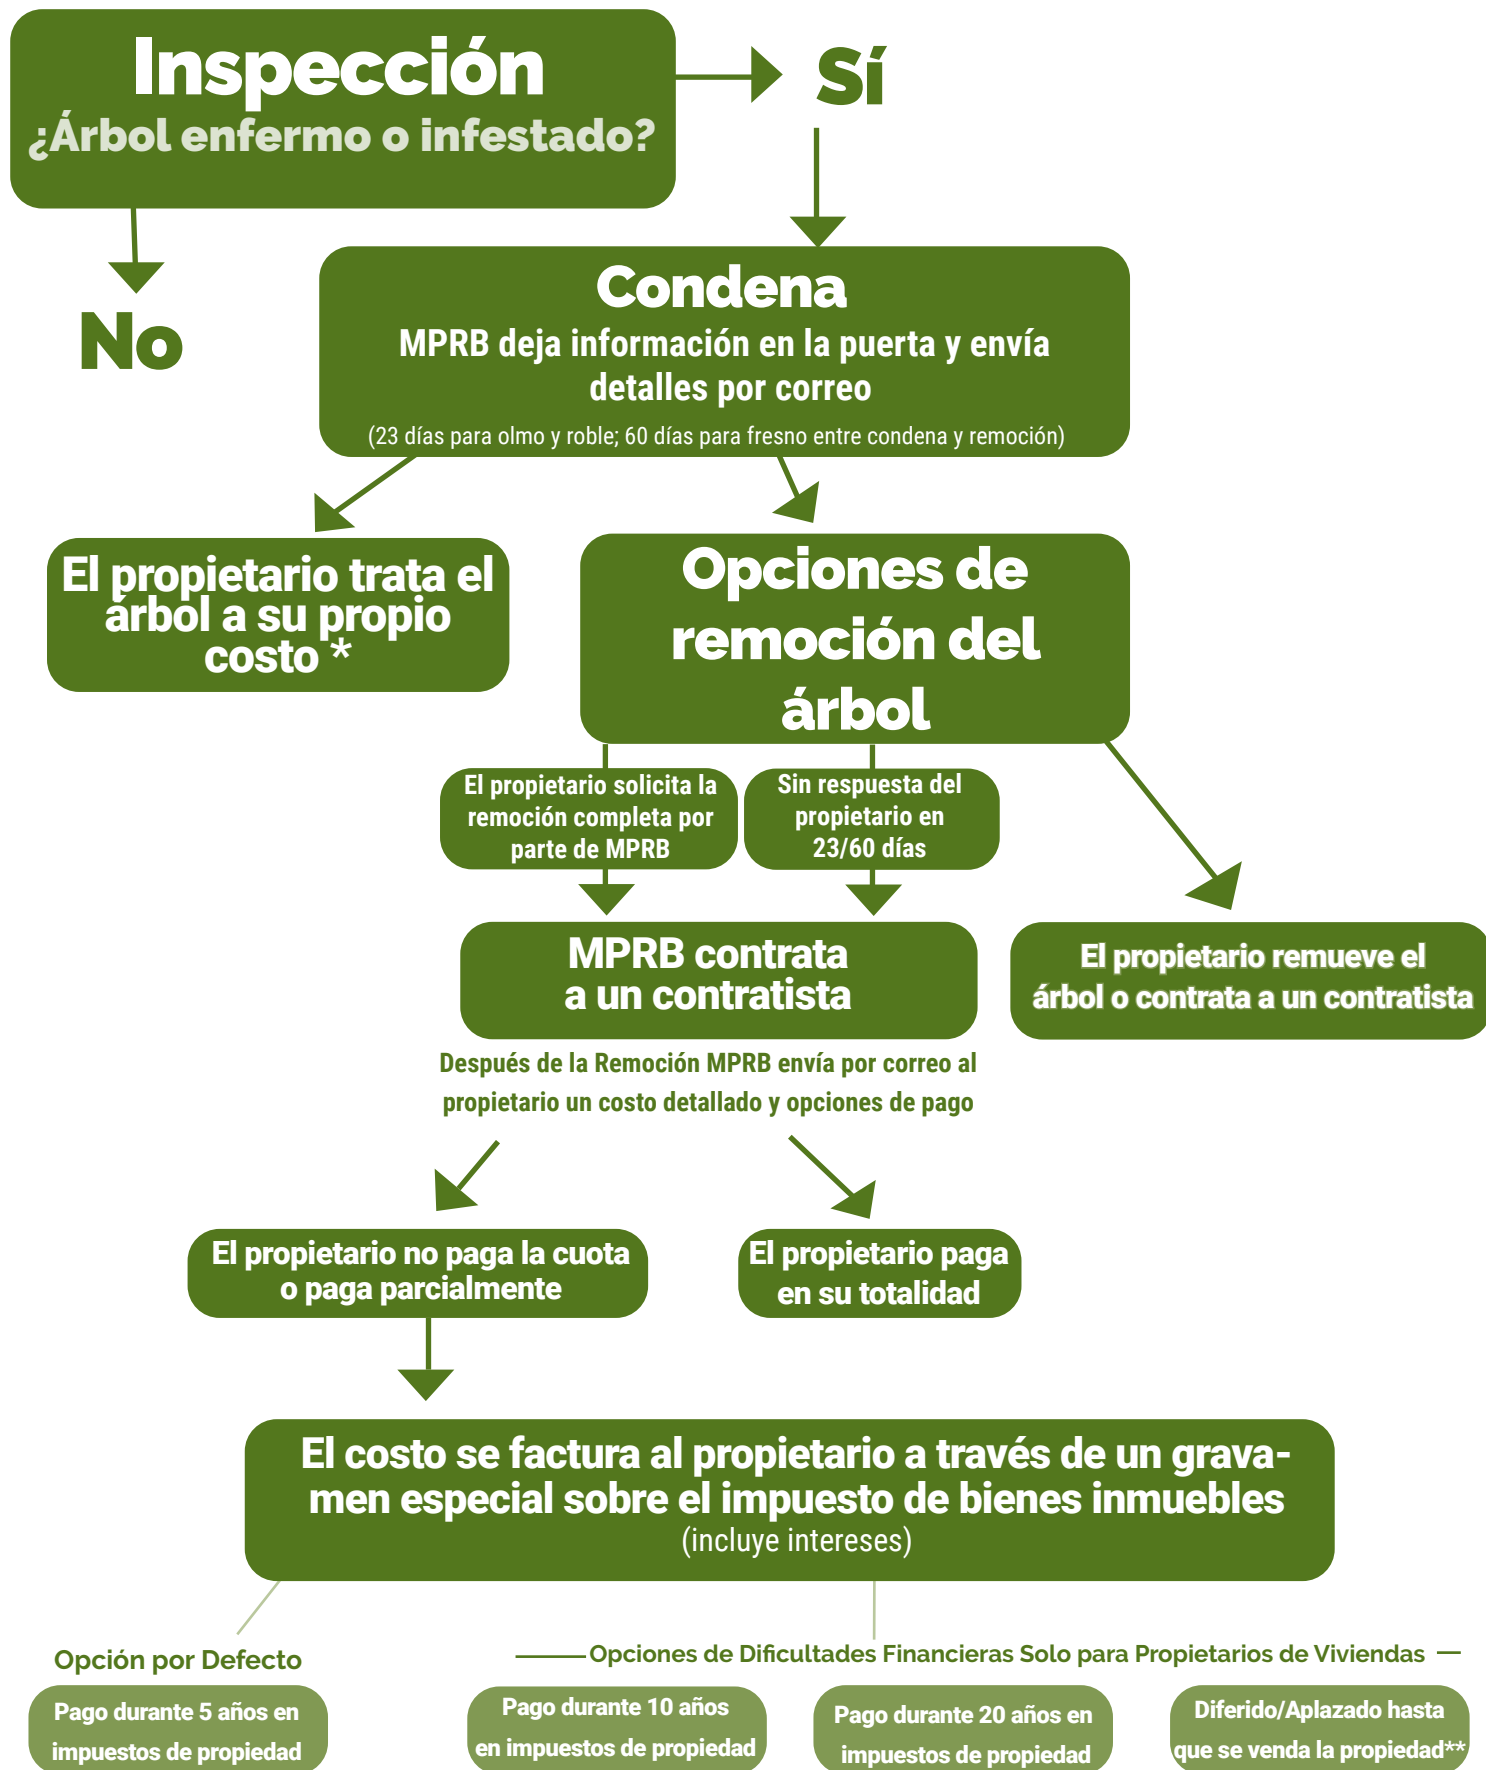 Inspección
¿Árbol enfermo o infestado?
Sí
No
Condena
MPRB deja información en la puerta y envía
detalles por correo
(23 días para olmo y roble; 60 días para fresno entre condena y remoción)
El propietario trata el
árbol a su propio
costo *
Opciones de
remoción del
árbol
El propietario solicita la
remoción completa por
parte de MPRB
Sin respuesta del
propietario en
23/60 días
MPRB contrata
a un contratista
El propietario remueve el
árbol o contrata a un contratista
Después de la Remoción MPRB envía por correo al
propietario un costo detallado y opciones de pago
El propietario no paga la cuota
o paga parcialmente
El propietario paga
en su totalidad
El costo se factura al propietario a través de un grava-
men especial sobre el impuesto de bienes inmuebles
(incluye intereses)
Opción por Defecto
Pago durante 5 años en
impuestos de propiedad
Opciones de Dificultades Financieras Solo para Propietarios de Viviendas
Pago durante 10 años
en impuestos de propiedad
Pago durante 20 años en
impuestos de propiedad
Diferido/Aplazado hasta
que se venda la propiedad**